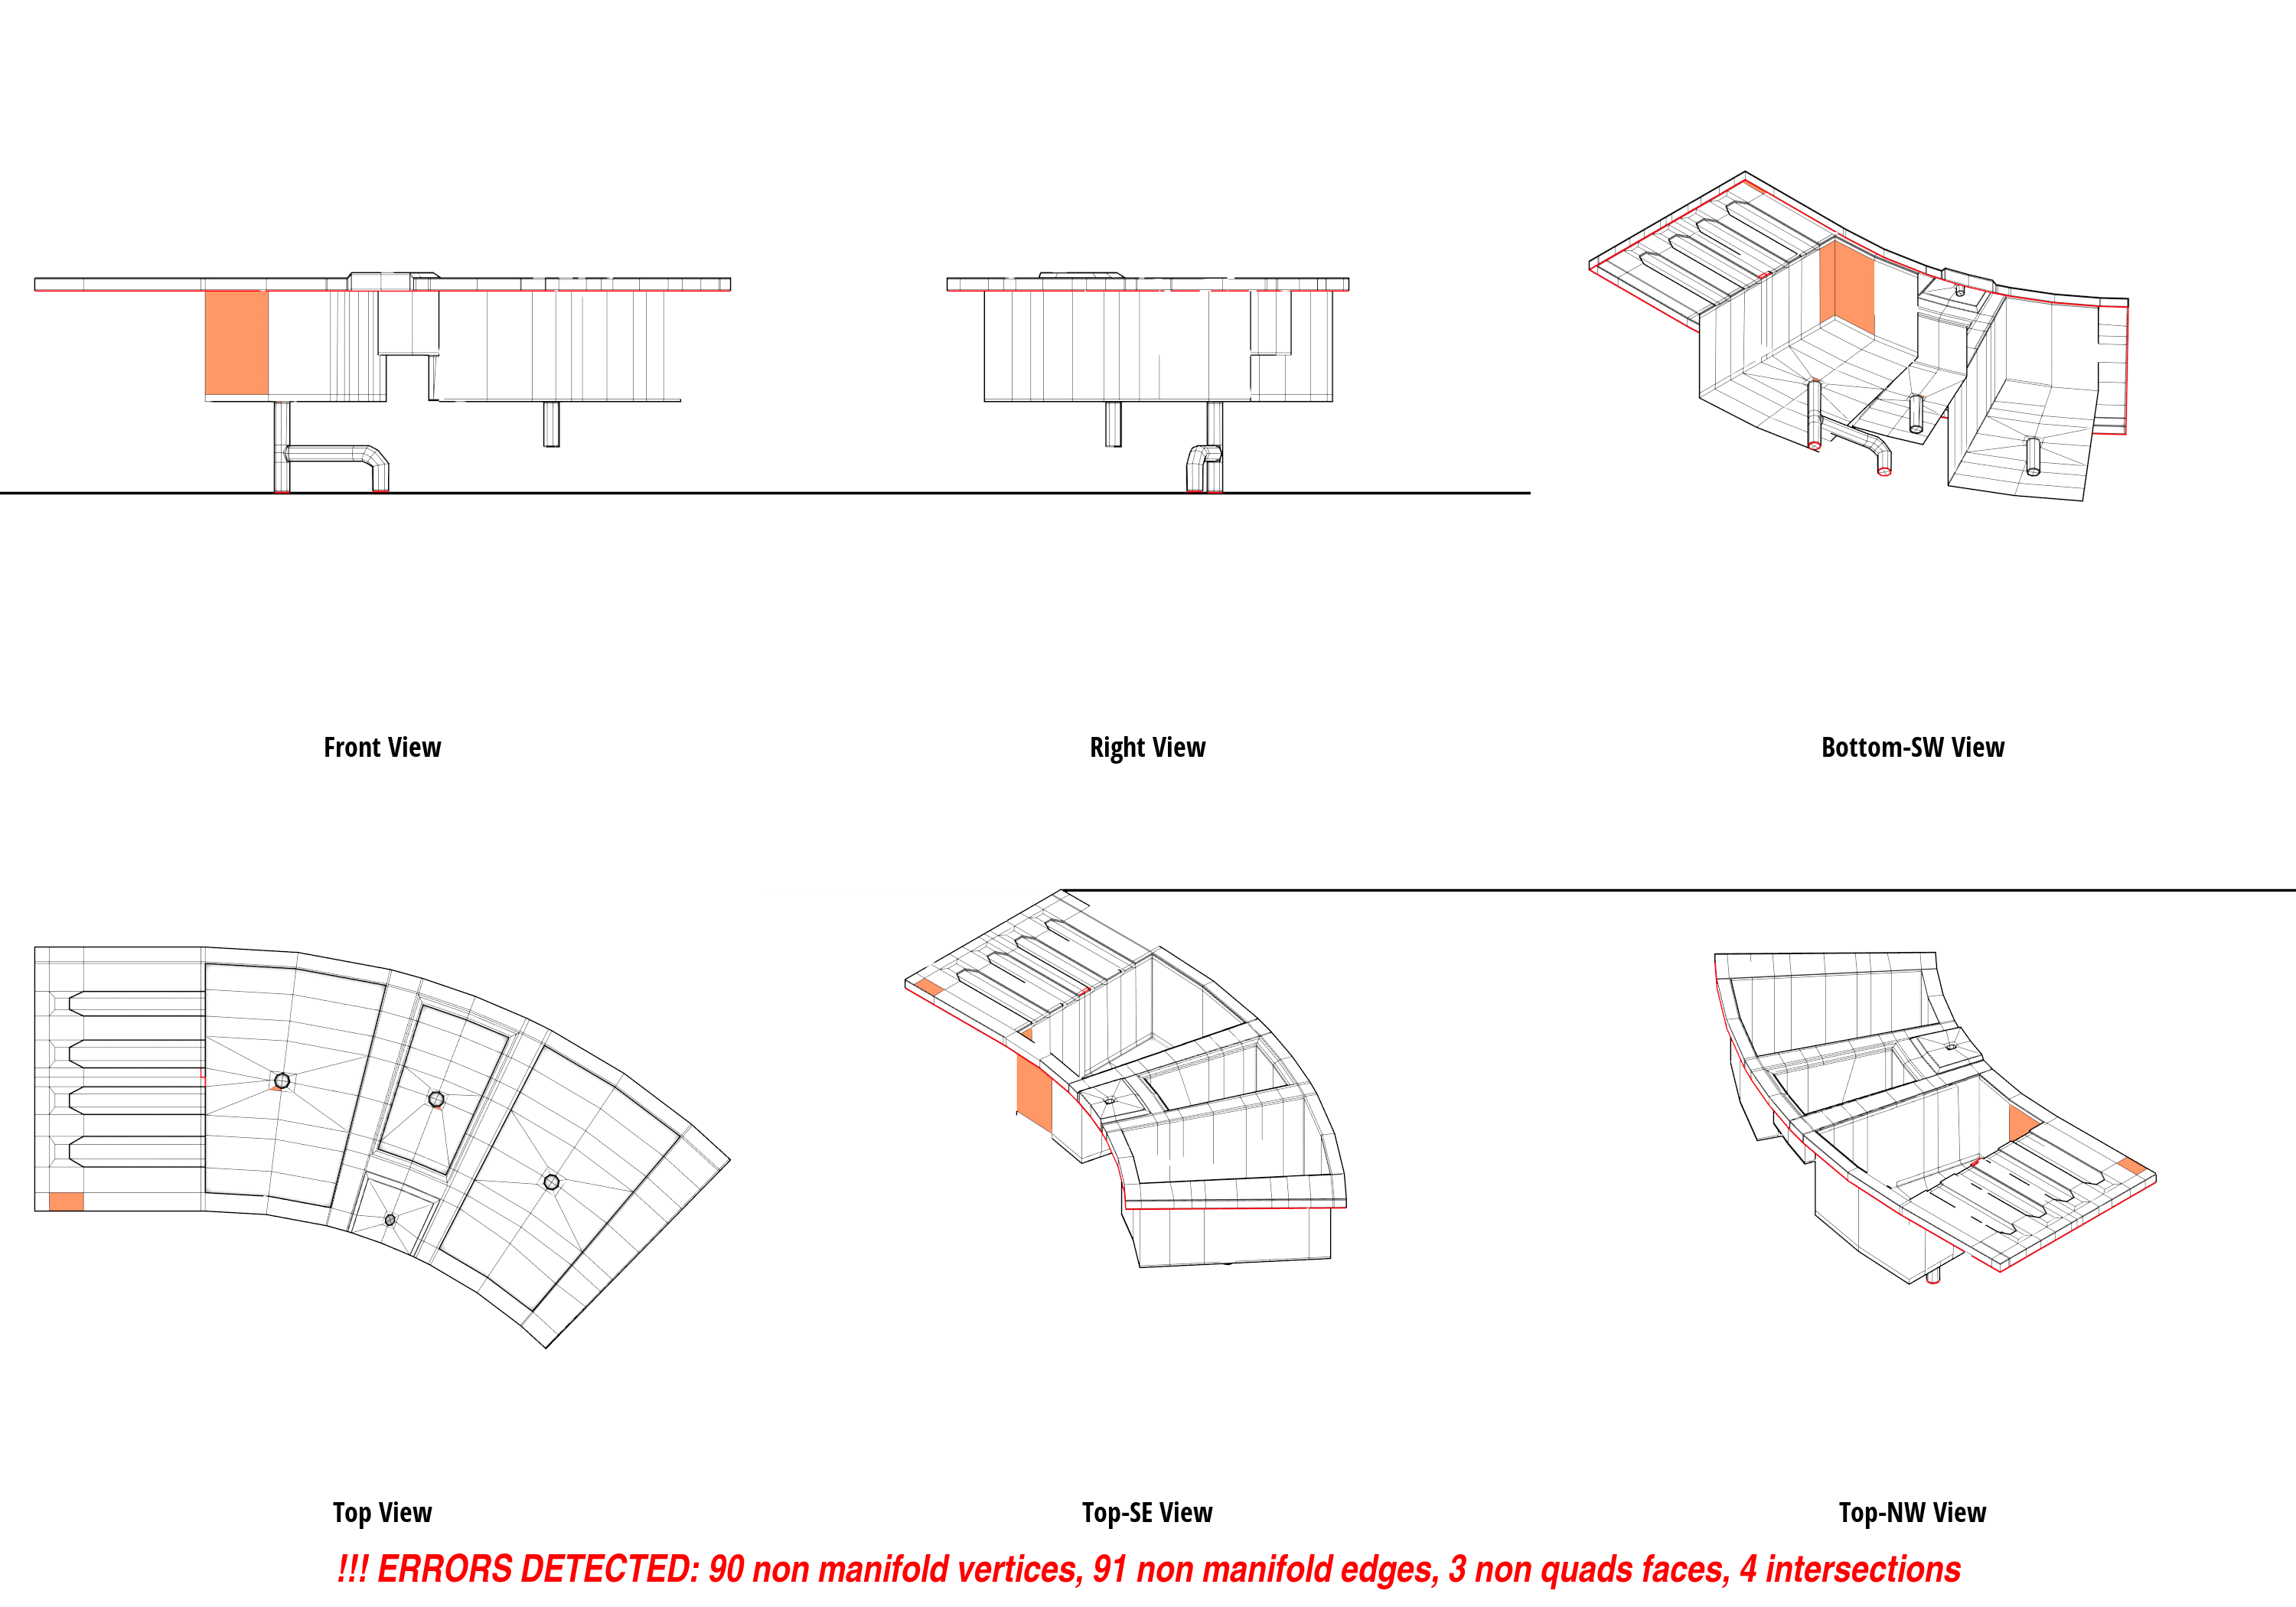 Front View
Right View
Bottom-SW View
Top View
Top-SE View
Top-NW View
!!! ERRORS DETECTED: 90 non manifold vertices, 91 non manifold edges, 3 non quads faces, 4 intersections